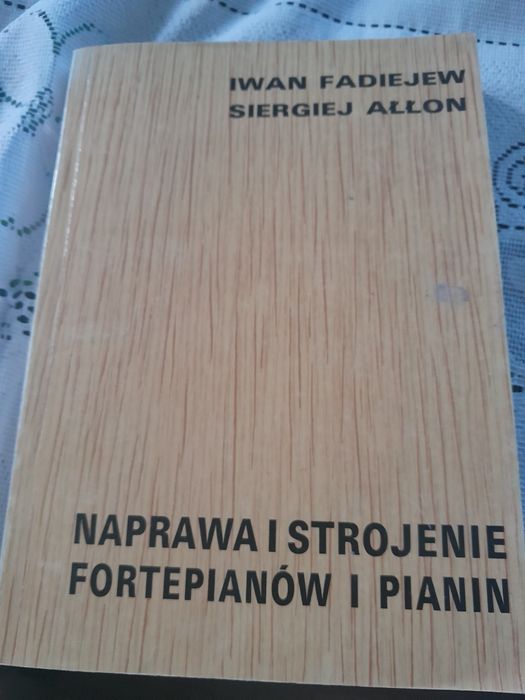 IWAN FADIEJEW
SIERGIEJ AŁŁON
NAPRAWA I STROJENIE
FORTEPIANÓW I PIANIN